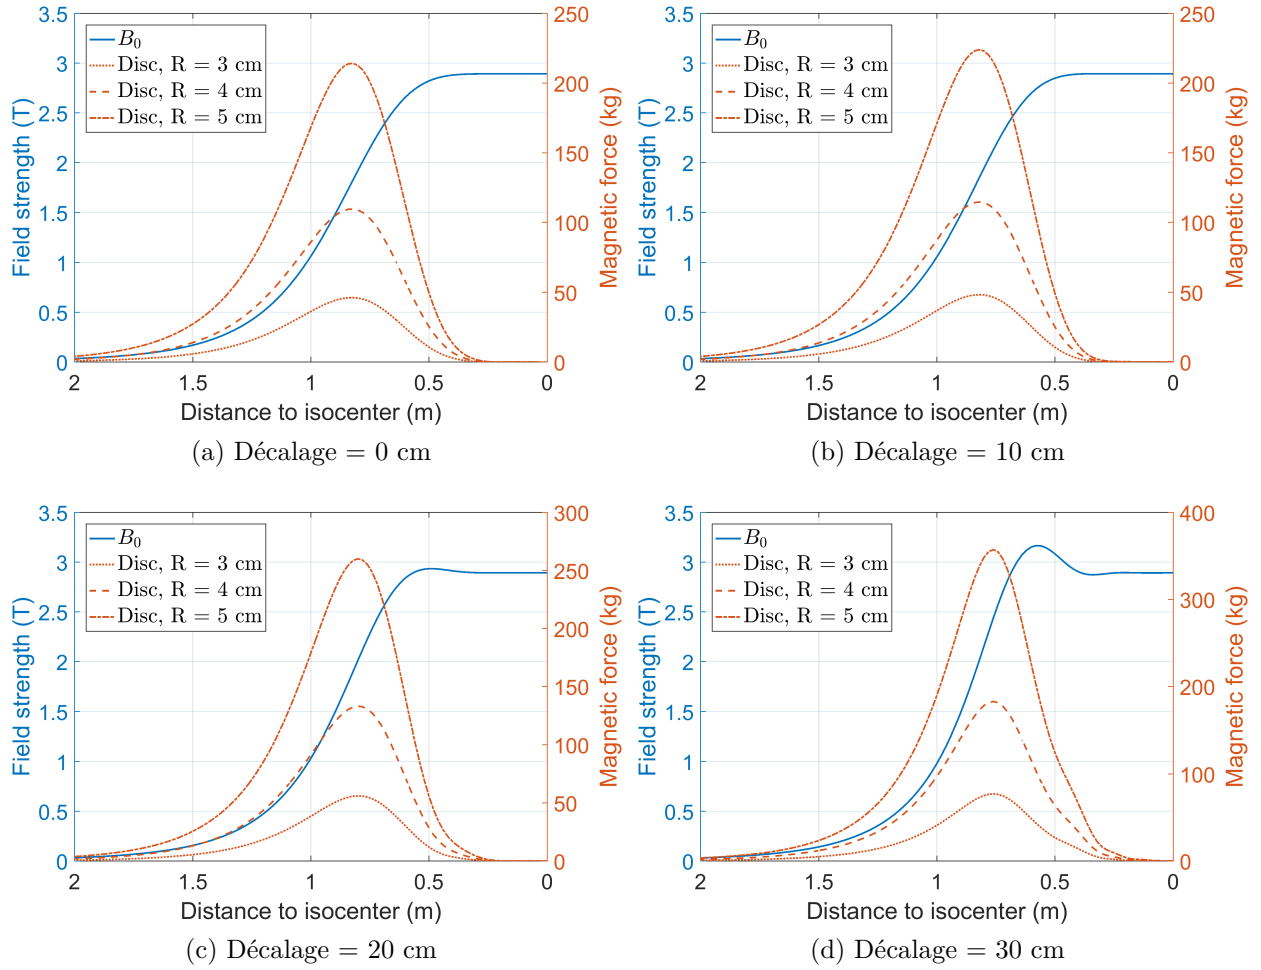 3.5
3
2.5
2
1.5
1
0.5
0
Field strength (T)
B0
Disc, R = 3 cm
Disc, R = 4 cm
Disc, R = 5 cm
250
200
150
100
50
0
Magnetic force (kg)
2 1.5 1 0.5 0
Distance to isocenter (m)
(a) Décalage = 0 cm
3.5
3
2.5
2
1.5
1
0.5
0
Field strength (T)
B0
Disc, R = 3 cm
Disc, R = 4 cm
Disc, R = 5 cm
250
200
150
100
50
0
Magnetic force (kg)
2 1.5 1 0.5 0
Distance to isocenter (m)
(b) Décalage = 10 cm
3.5
3
2.5
2
1.5
1
0.5
0
Field strength (T)
B0
Disc, R = 3 cm
Disc, R = 4 cm
Disc, R = 5 cm
300
250
200
150
100
50
0
Magnetic force (kg)
2 1.5 1 0.5 0
Distance to isocenter (m)
(c) Décalage = 20 cm
3.5
3
2.5
2
1.5
1
0.5
0
Field strength (T)
B0
Disc, R = 3 cm
Disc, R = 4 cm
Disc, R = 5 cm
400
300
200
100
0
Magnetic force (kg)
2 1.5 1 0.5 0
Distance to isocenter (m)
(d) Décalage = 30 cm